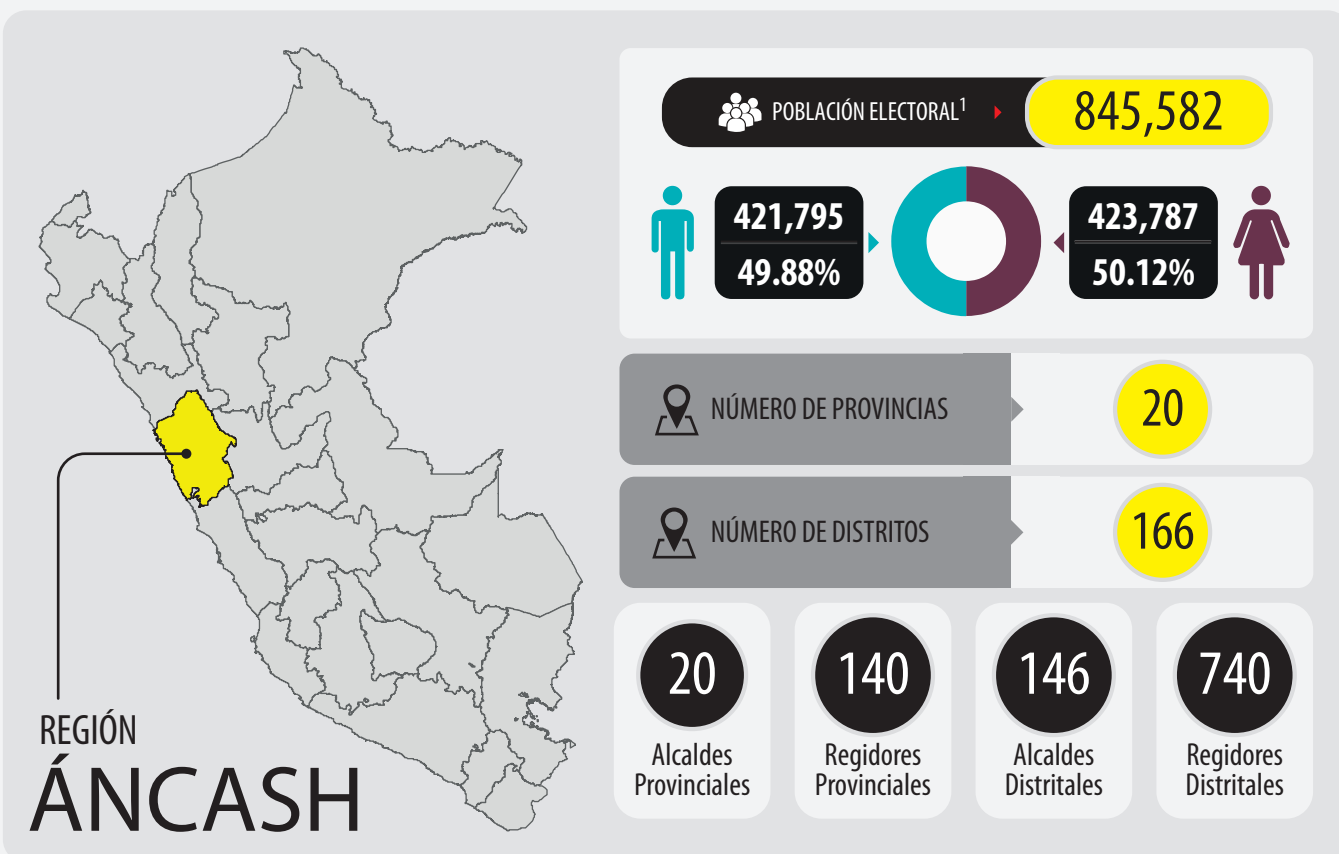 POBLACIÓN ELECTORAL1
845,582
421,795
49.88%
423,787
50.12%
NÚMERO DE PROVINCIAS
20
NÚMERO DE DISTRITOS
166
20
Alcaldes
Provinciales
140
Regidores
Provinciales
146
Alcaldes
Distritales
740
Regidores
Distritales
REGIÓN
ÁNCASH